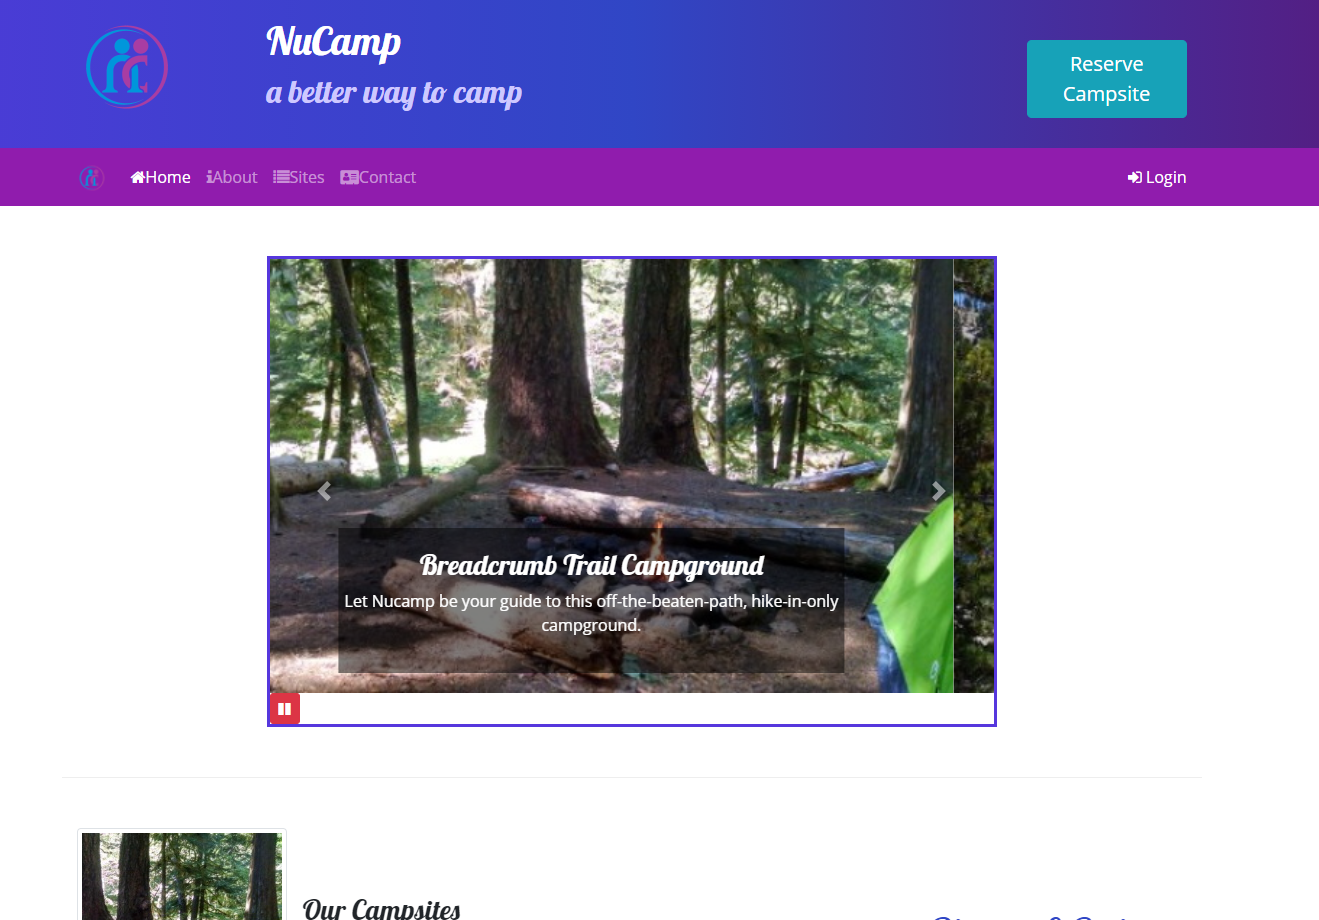 NuCamp
a better way to camp
Reserve
Campsite
Home About Sites Contact Login
Breadcrumb Trail Campground
Let Nucamp be your guide to this off-the-beaten-path, hike-in-only
campground.
Our Campsites